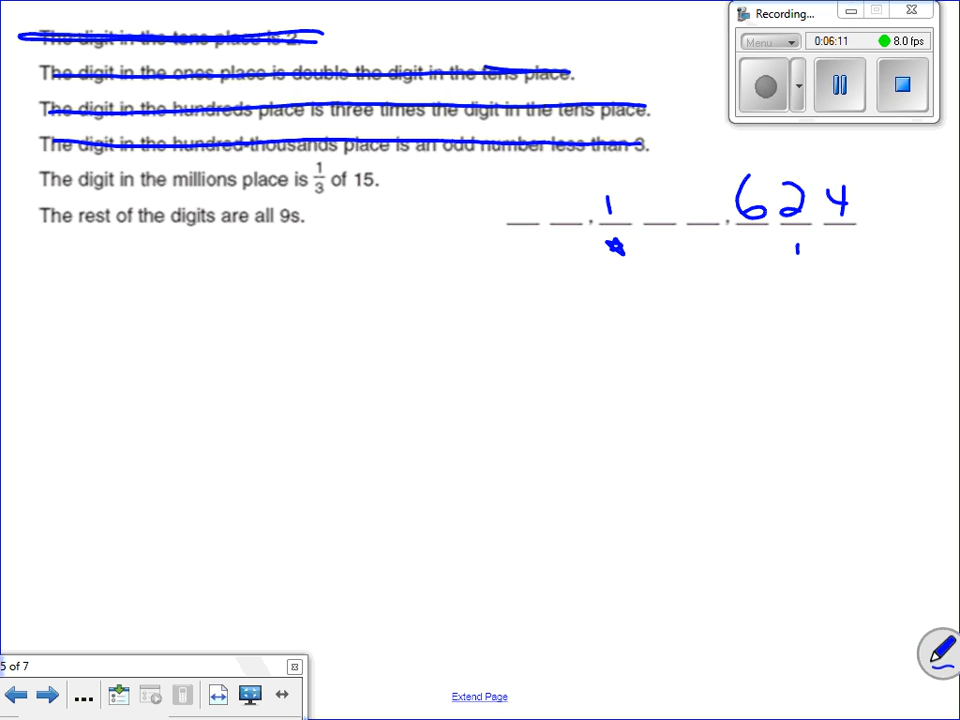 Recording...
Menu
0:06:11
8.0 fps
The digit in the tens place is 2.
The digit in the ones place is double the digit in the tens place.
The digit in the hundreds place is three times the digit in the tens place.
The digit in the hundred-thousands place is an odd number less than 3.
The digit in the millions place is 1/3 of 15.
The rest of the digits are all 9s.
__ __ , 1 __ __ , 6 2 4
5 of 7
Extend Page